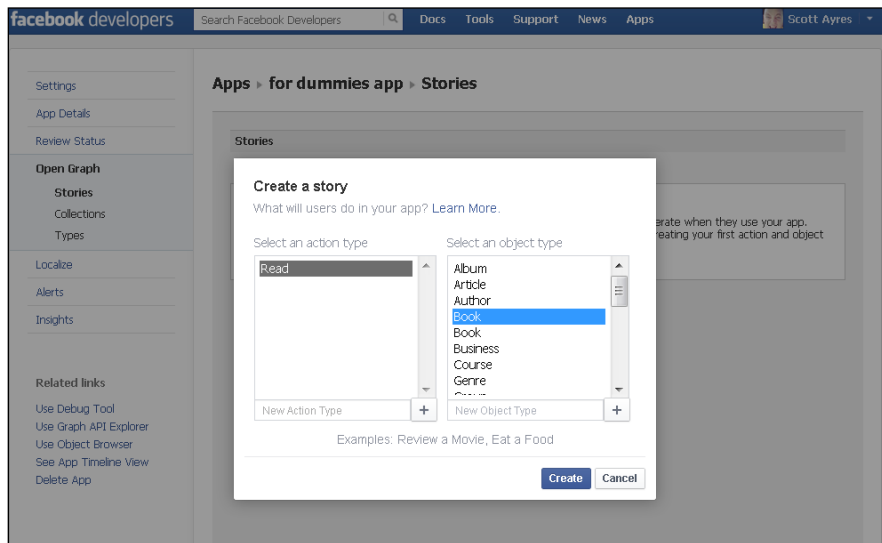 facebook developers
Search Facebook Developers
Docs Tools Support News Apps
Scott Ayres
Settings
App Details
Review Status
Open Graph
Stories
Collections
Types
Localize
Alerts
Insights
Related links
Use Debug Tool
Use Graph API Explorer
Use Object Browser
See App Timeline View
Delete App
Apps ▸ for dummies app ▸ Stories
Stories
erate when they use your app.
eating your first action and object
Create a story
What will users do in your app? Learn More.
Select an action type
Read
New Action Type +
Select an object type
Album
Article
Author
Book
Book
Business
Course
Genre
New Object Type +
Examples: Review a Movie, Eat a Food
Create Cancel